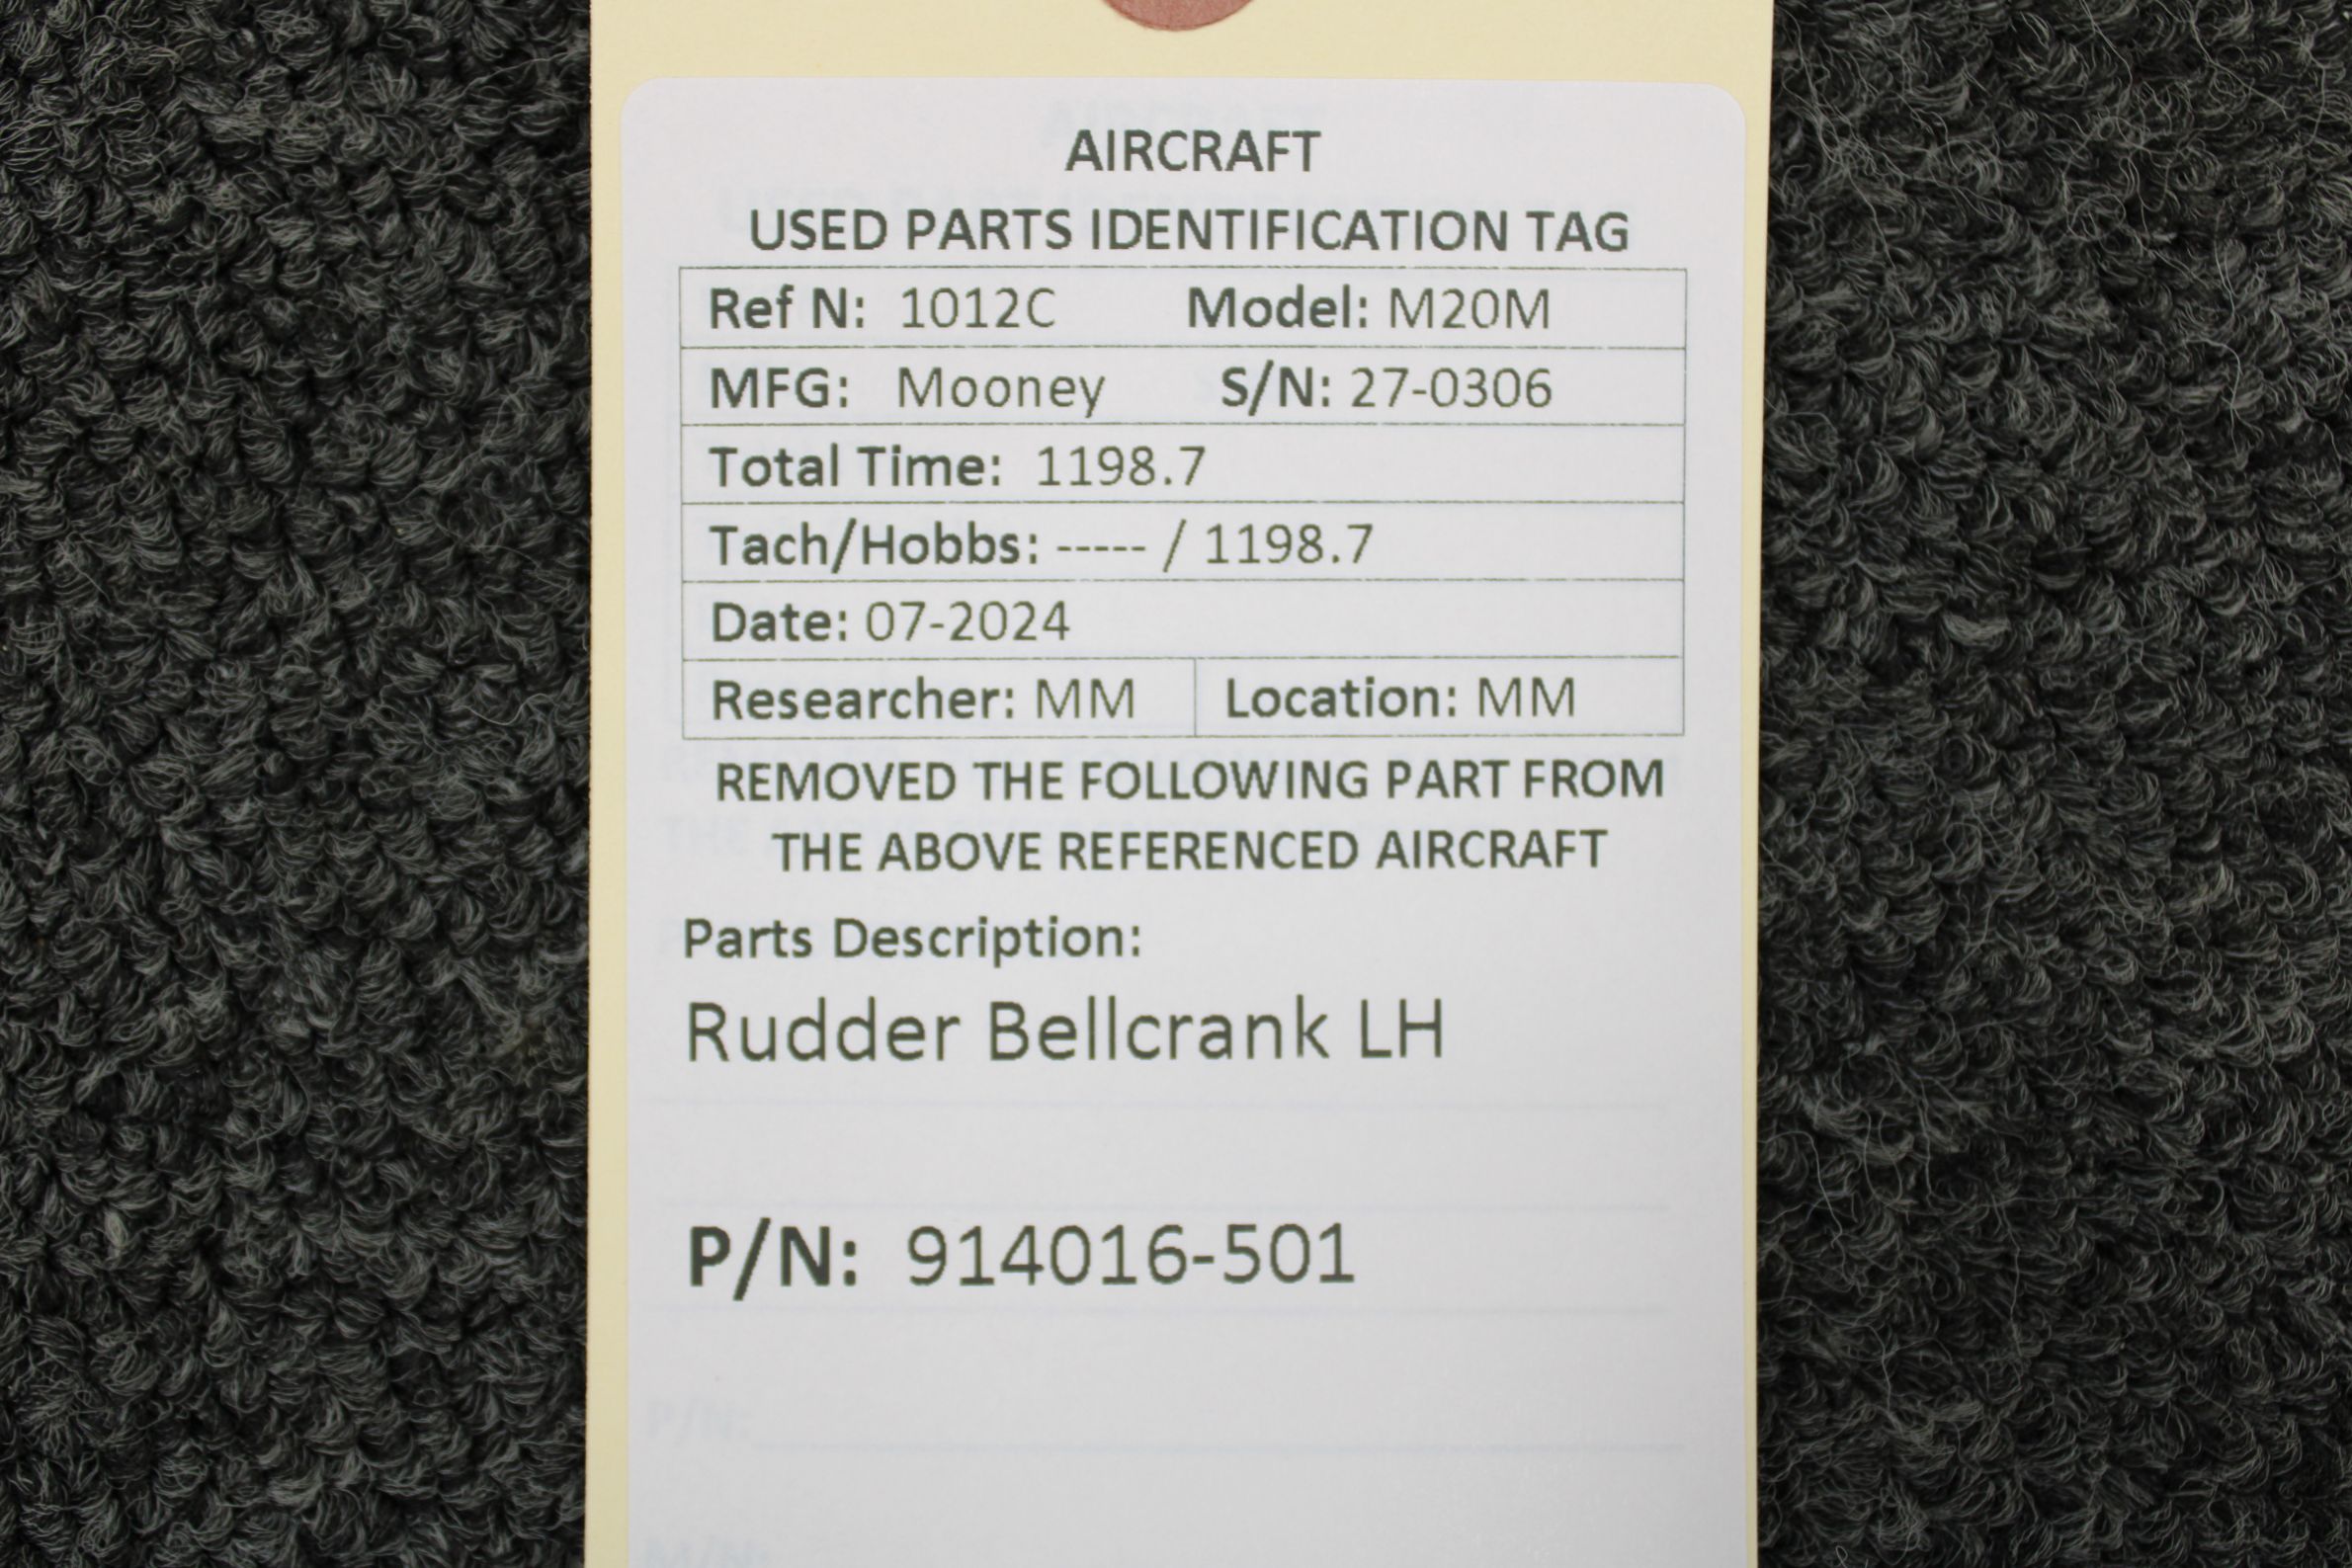 AIRCRAFT
USED PARTS IDENTIFICATION TAG
Ref N: 1012C Model: M20M
MFG: Mooney S/N: 27-0306
Total Time: 1198.7
Tach/Hobbs: ----- / 1198.7
Date: 07-2024
Researcher: MM Location: MM
REMOVED THE FOLLOWING PART FROM
THE ABOVE REFERENCED AIRCRAFT
Parts Description:
Rudder Bellcrank LH
P/N: 914016-501
P/N:
M/N: